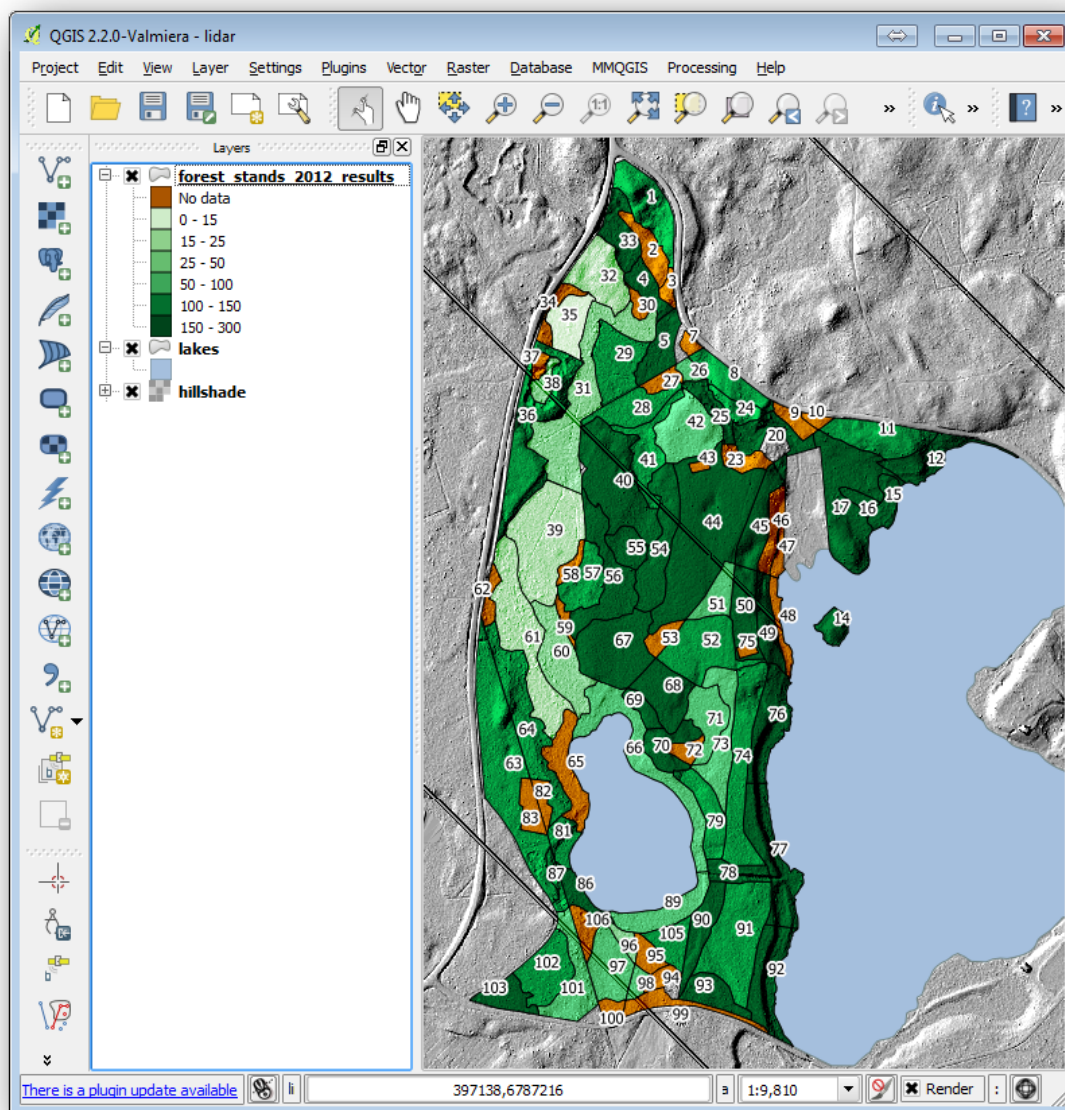 QGIS 2.2.0-Valmiera - lidar
Project Edit View Layer Settings Plugins Vector Raster Database MMQGIS Processing Help
1:1 » » ? »
Layers
forest_stands_2012_results
No data
0 - 15
15 - 25
25 - 50
50 - 100
100 - 150
150 - 300
lakes
hillshade
1
33 2
32 4 3
34 30
35
7
5
37 29 26 8
38 27
31 28 24
36 42 25 9 10
20 11
41 43 23 12
40 15
17 16
39 44 45 46
55 54 47
58 57 56
62 51 50 48 14
59
61 67 53 52 75 49
60
68
69 76
71
64 66 70 72 73 74
63 65
82
83 79
81
77
87 86 78
89
106 90
96 105 91
102 97 95
94 92
103 101 98 93
100 99
There is a plugin update available li 397138,6787216 a 1:9,810 Render :